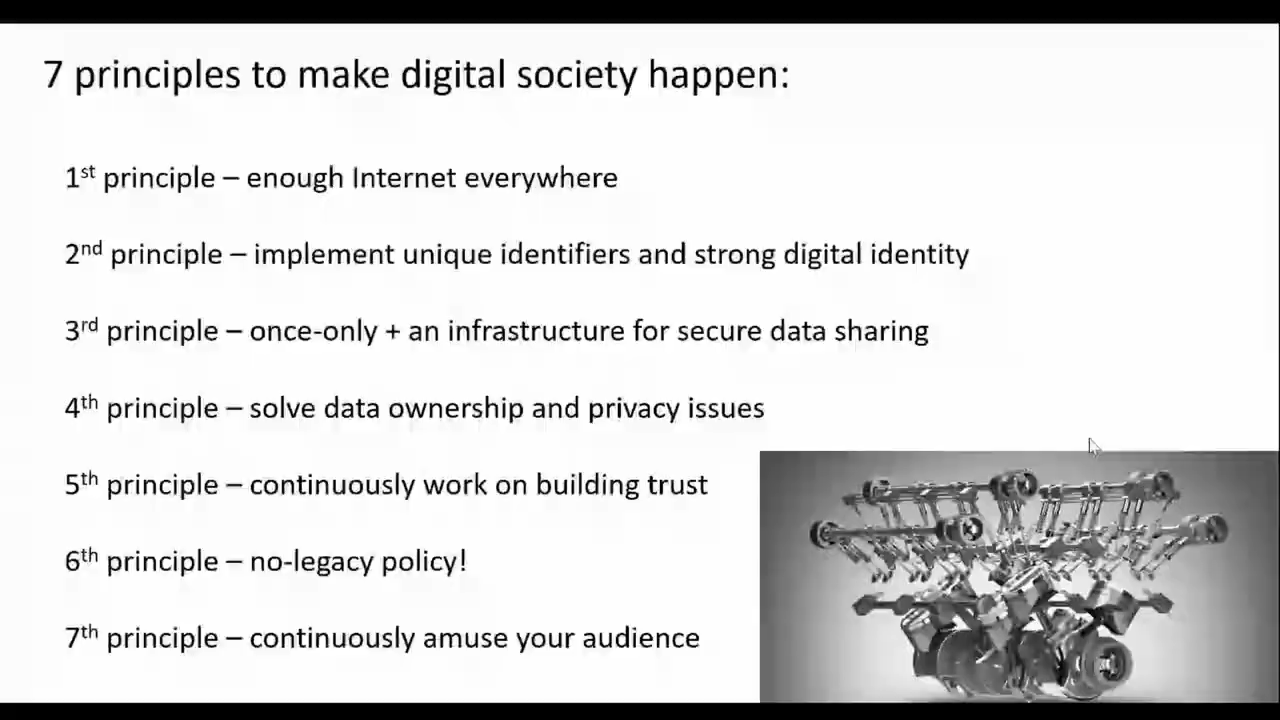 7 principles to make digital society happen:
1st principle – enough Internet everywhere
2nd principle – implement unique identifiers and strong digital identity
3rd principle – once-only + an infrastructure for secure data sharing
4th principle – solve data ownership and privacy issues
5th principle – continuously work on building trust
6th principle – no-legacy policy!
7th principle – continuously amuse your audience